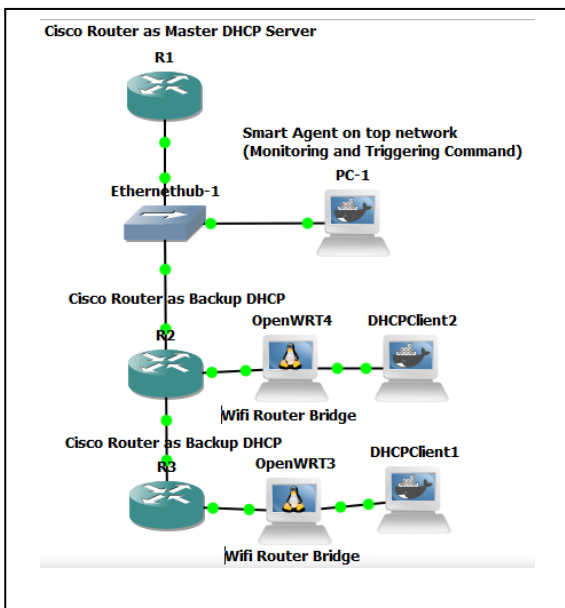 Cisco Router as Master DHCP Server
R1
Smart Agent on top network
(Monitoring and Triggering Command)
PC-1
Ethernethub-1
Cisco Router as Backup DHCP
R2
OpenWRT4
DHCPClient2
Wifi Router Bridge
Cisco Router as Backup DHCP
R3
OpenWRT3
DHCPClient1
Wifi Router Bridge